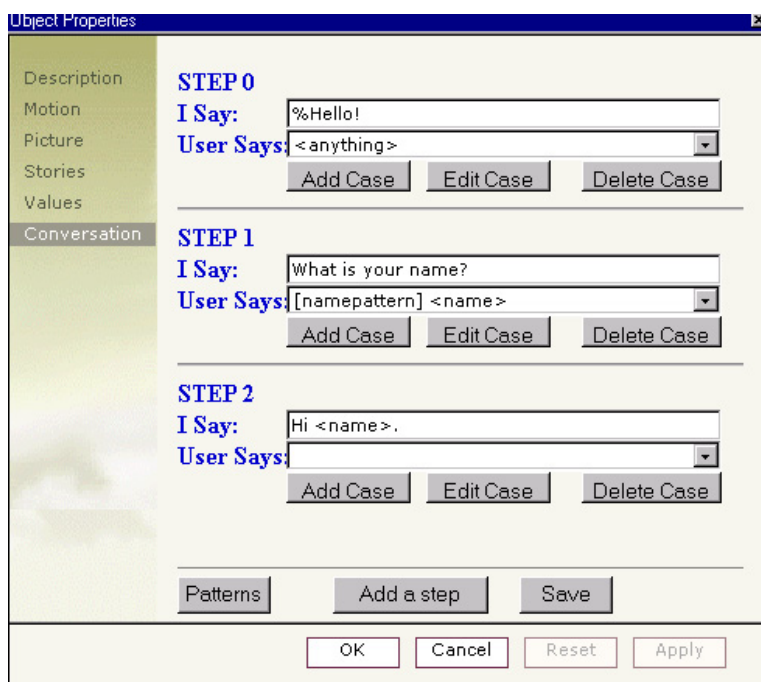 Object Properties
Description
Motion
Picture
Stories
Values
Conversation
STEP 0
I Say: %Hello!
User Says: <anything>
Add Case Edit Case Delete Case
STEP 1
I Say: What is your name?
User Says: [namepattern] <name>
Add Case Edit Case Delete Case
STEP 2
I Say: Hi <name>.
User Says:
Add Case Edit Case Delete Case
Patterns Add a step Save
OK Cancel Reset Apply